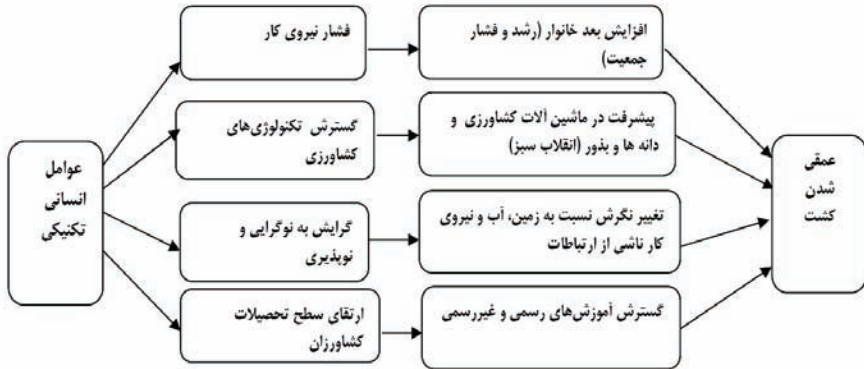 عوامل
انسانی
تکنیکی
فشار نیروی کار
افزایش بعد خانوار (رشد و فشار
جمعیت)
گسترش تکنولوژی‌های
کشاورزی
پیشرفت در ماشین آلات کشاورزی و
دانه ها و بذور (انقلاب سبز)
گرایش به نوگرایی و
نوپذیری
تغییر نگرش نسبت به زمین، آب و نیروی
کار ناشی از ارتباطات
ارتقای سطح تحصیلات
کشاورزان
گسترش آموزش‌های رسمی و غیررسمی
عمقی
شدن
کشت